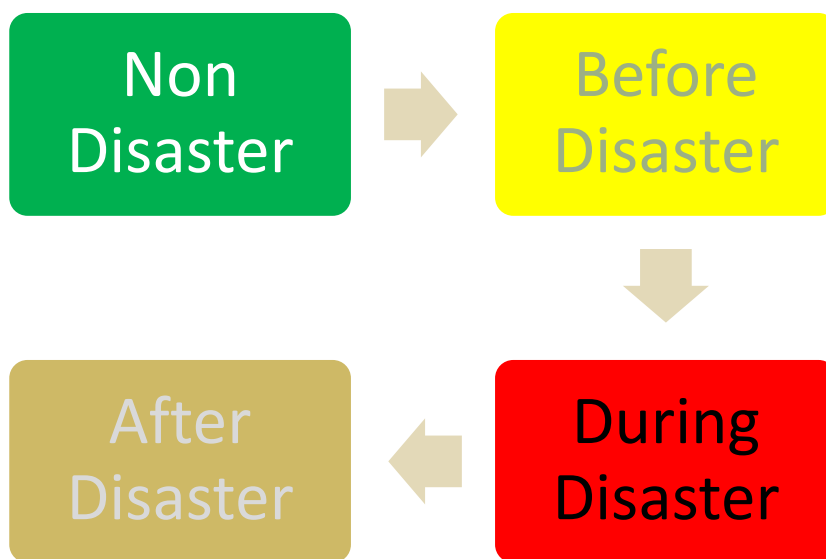 Non
Disaster
Before
Disaster
During
Disaster
After
Disaster